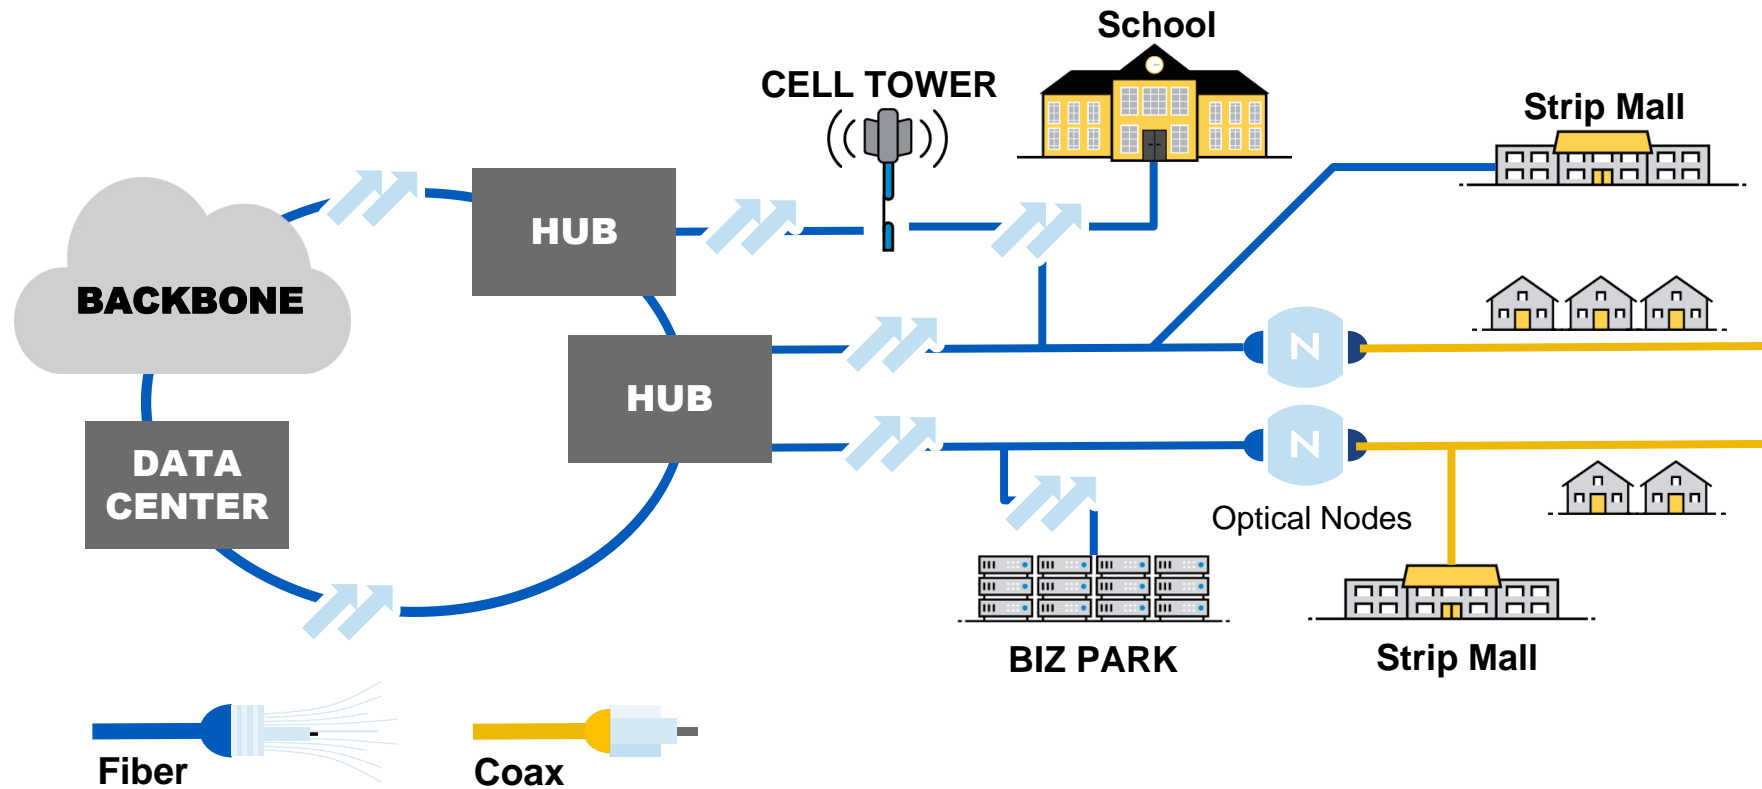 School
CELL TOWER
Strip Mall
HUB
BACKBONE
N
HUB
N
DATA
CENTER
Optical Nodes
BIZ PARK
Strip Mall
Fiber
Coax